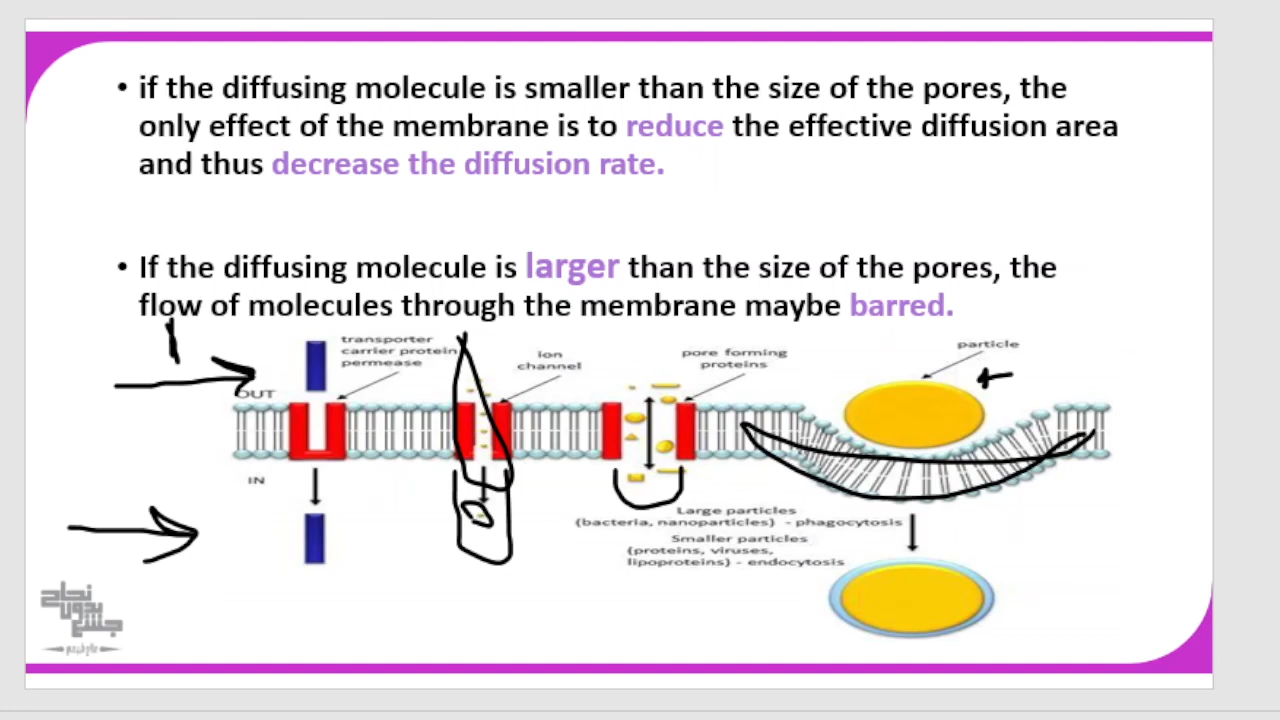 • if the diffusing molecule is smaller than the size of the pores, the
only effect of the membrane is to reduce the effective diffusion area
and thus decrease the diffusion rate.
• If the diffusing molecule is larger than the size of the pores, the
flow of molecules through the membrane maybe barred.
transporter
carrier protein
permease
ion
channel
pore forming
proteins
particle
OUT
IN
Large particles
(bacteria, nanoparticles) - phagocytosis
Smaller particles
(proteins, viruses,
lipoproteins) - endocytosis